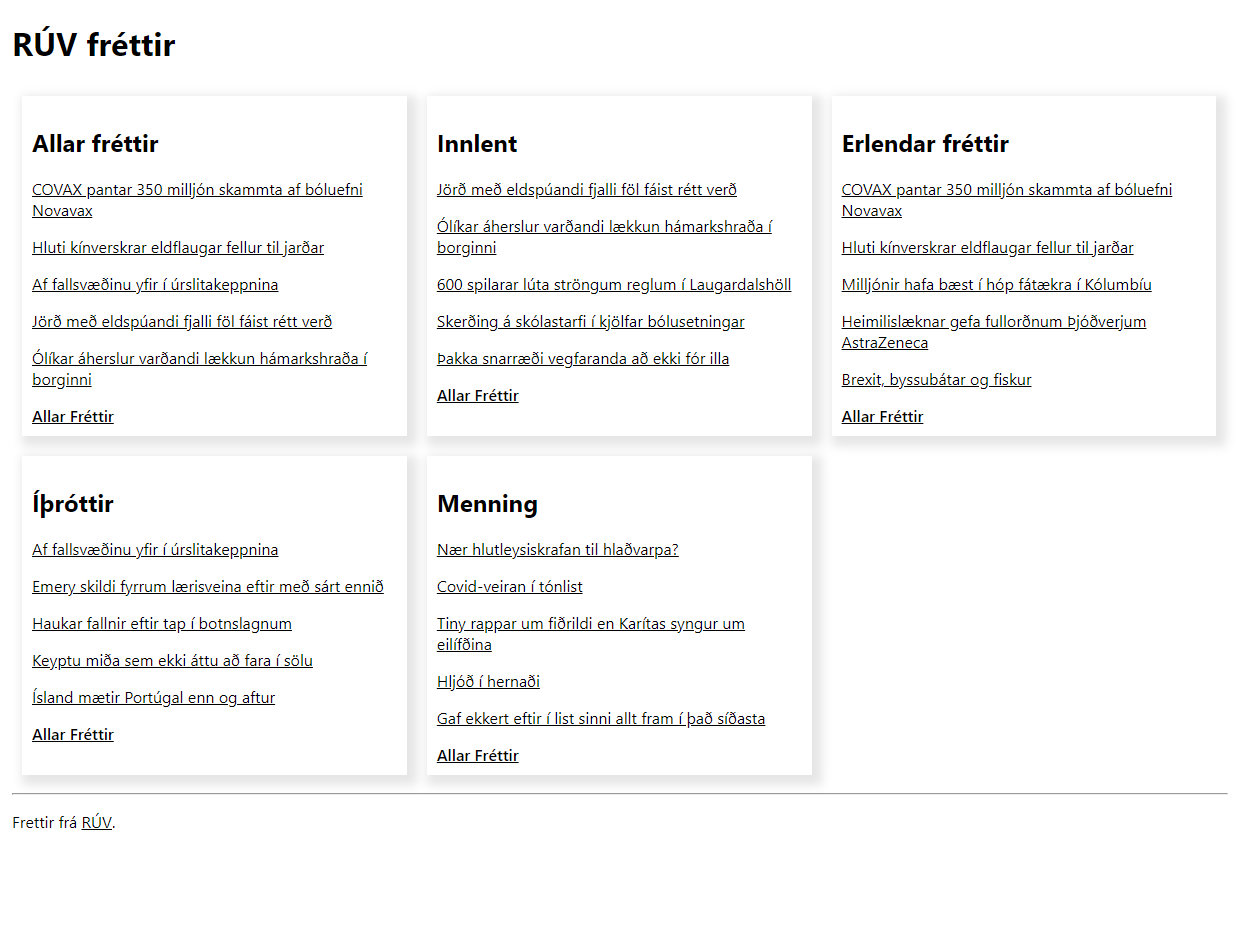 RÚV fréttir
Allar fréttir
COVAX pantar 350 milljón skammta af bóluefni
Novavax
Hluti kínverskrar eldflaugar fellur til jarðar
Af fallsvæðinu yfir í úrslitakeppnina
Jörð með eldspúandi fjalli föl fáist rétt verð
Ólíkar áherslur varðandi lækkun hámarkshraða í
borginni
Allar Fréttir
Innlent
Jörð með eldspúandi fjalli föl fáist rétt verð
Ólíkar áherslur varðandi lækkun hámarkshraða í
borginni
600 spilarar lúta ströngum reglum í Laugardalshöll
Skerðing á skólastarfi í kjölfar bólusetningar
Þakka snarræði vegfaranda að ekki fór illa
Allar Fréttir
Erlendar fréttir
COVAX pantar 350 milljón skammta af bóluefni
Novavax
Hluti kínverskrar eldflaugar fellur til jarðar
Milljónir hafa bæst í hóp fátækra í Kólumbíu
Heimilislæknar gefa fullorðnum Þjóðverjum
AstraZeneca
Brexit, byssubátar og fiskur
Allar Fréttir
Íþróttir
Af fallsvæðinu yfir í úrslitakeppnina
Emery skildi fyrrum lærisveina eftir með sárt ennið
Haukar fallnir eftir tap í botnslagnum
Keyptu miða sem ekki áttu að fara í sölu
Ísland mætir Portúgal enn og aftur
Allar Fréttir
Menning
Nær hlutleysiskrafan til hlaðvarpa?
Covid-veiran í tónlist
Tiny rappar um fiðrildi en Karítas syngur um
eilífðina
Hljóð í hernaði
Gaf ekkert eftir í list sinni allt fram í það síðasta
Allar Fréttir
Frettir frá RÚV.